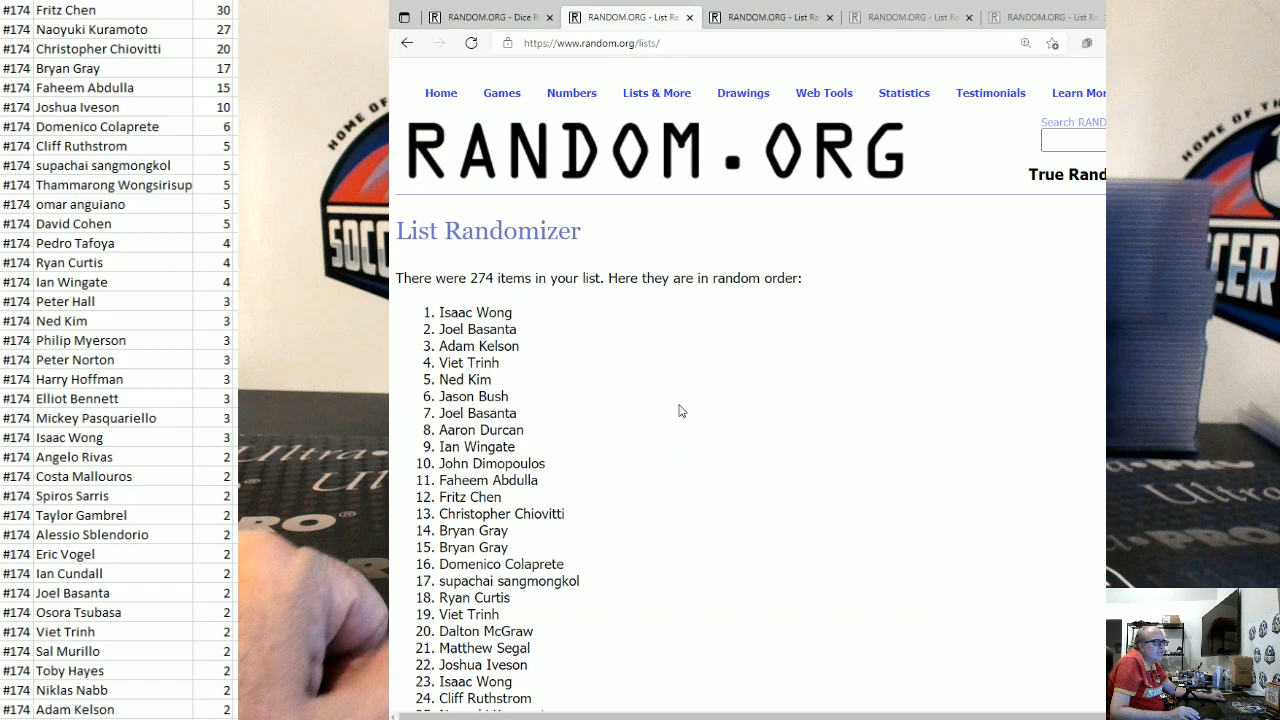 #174 Fritz Chen 30
#174 Naoyuki Kuramoto 27
#174 Christopher Chiovitti 20
#174 Bryan Gray 17
#174 Faheem Abdulla 15
#174 Joshua Iveson 10
#174 Domenico Colaprete 6
#174 Cliff Ruthstrom 5
#174 supachai sangmongkol 5
#174 Thammarong Wongsirisup 5
#174 omar anguiano 5
#174 David Cohen 5
#174 Pedro Tafoya 4
#174 Ryan Curtis 4
#174 Ian Wingate 4
#174 Peter Hall 3
#174 Ned Kim 3
#174 Philip Myerson 3
#174 Peter Norton 3
#174 Harry Hoffman 3
#174 Elliot Bennett 3
#174 Mickey Pasquariello 3
#174 Isaac Wong 3
#174 Angelo Rivas 2
#174 Costa Mallouros 2
#174 Spiros Sarris 2
#174 Taylor Gambrel 2
#174 Alessio Sblendorio 2
#174 Eric Vogel 2
#174 Ian Cundall 2
#174 Joel Basanta 2
#174 Osora Tsubasa 2
#174 Viet Trinh 2
#174 Sal Murillo 2
#174 Toby Hayes 2
#174 Niklas Nabb 2
#174 Adam Kelson 2
HOME OF
SOCC
Ultra
PRO
RANDOM.ORG - Dice R
RANDOM.ORG - List Ra
RANDOM.ORG - List Ra
RANDOM.ORG - List Ra
RANDOM.ORG - List Ra
https://www.random.org/lists/
Home Games Numbers Lists & More Drawings Web Tools Statistics Testimonials Learn Mor
RANDOM.ORG
Search RAND
True Rand
List Randomizer
There were 274 items in your list. Here they are in random order:
1. Isaac Wong
2. Joel Basanta
3. Adam Kelson
4. Viet Trinh
5. Ned Kim
6. Jason Bush
7. Joel Basanta
8. Aaron Durcan
9. Ian Wingate
10. John Dimopoulos
11. Faheem Abdulla
12. Fritz Chen
13. Christopher Chiovitti
14. Bryan Gray
15. Bryan Gray
16. Domenico Colaprete
17. supachai sangmongkol
18. Ryan Curtis
19. Viet Trinh
20. Dalton McGraw
21. Matthew Segal
22. Joshua Iveson
23. Isaac Wong
24. Cliff Ruthstrom
HOME OF THE
CER